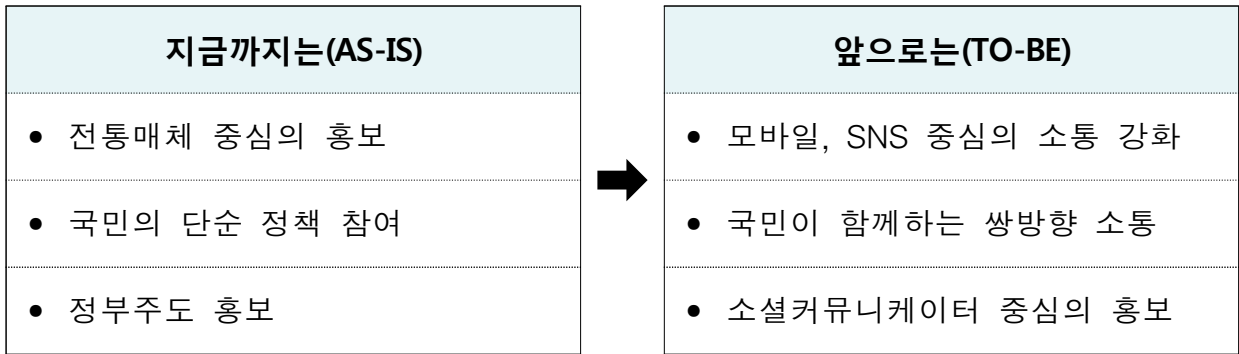 지금까지는(AS-IS)
• 전통매체 중심의 홍보
• 국민의 단순 정책 참여
• 정부주도 홍보
앞으로는(TO-BE)
• 모바일, SNS 중심의 소통 강화
• 국민이 함께하는 쌍방향 소통
• 소셜커뮤니케이터 중심의 홍보